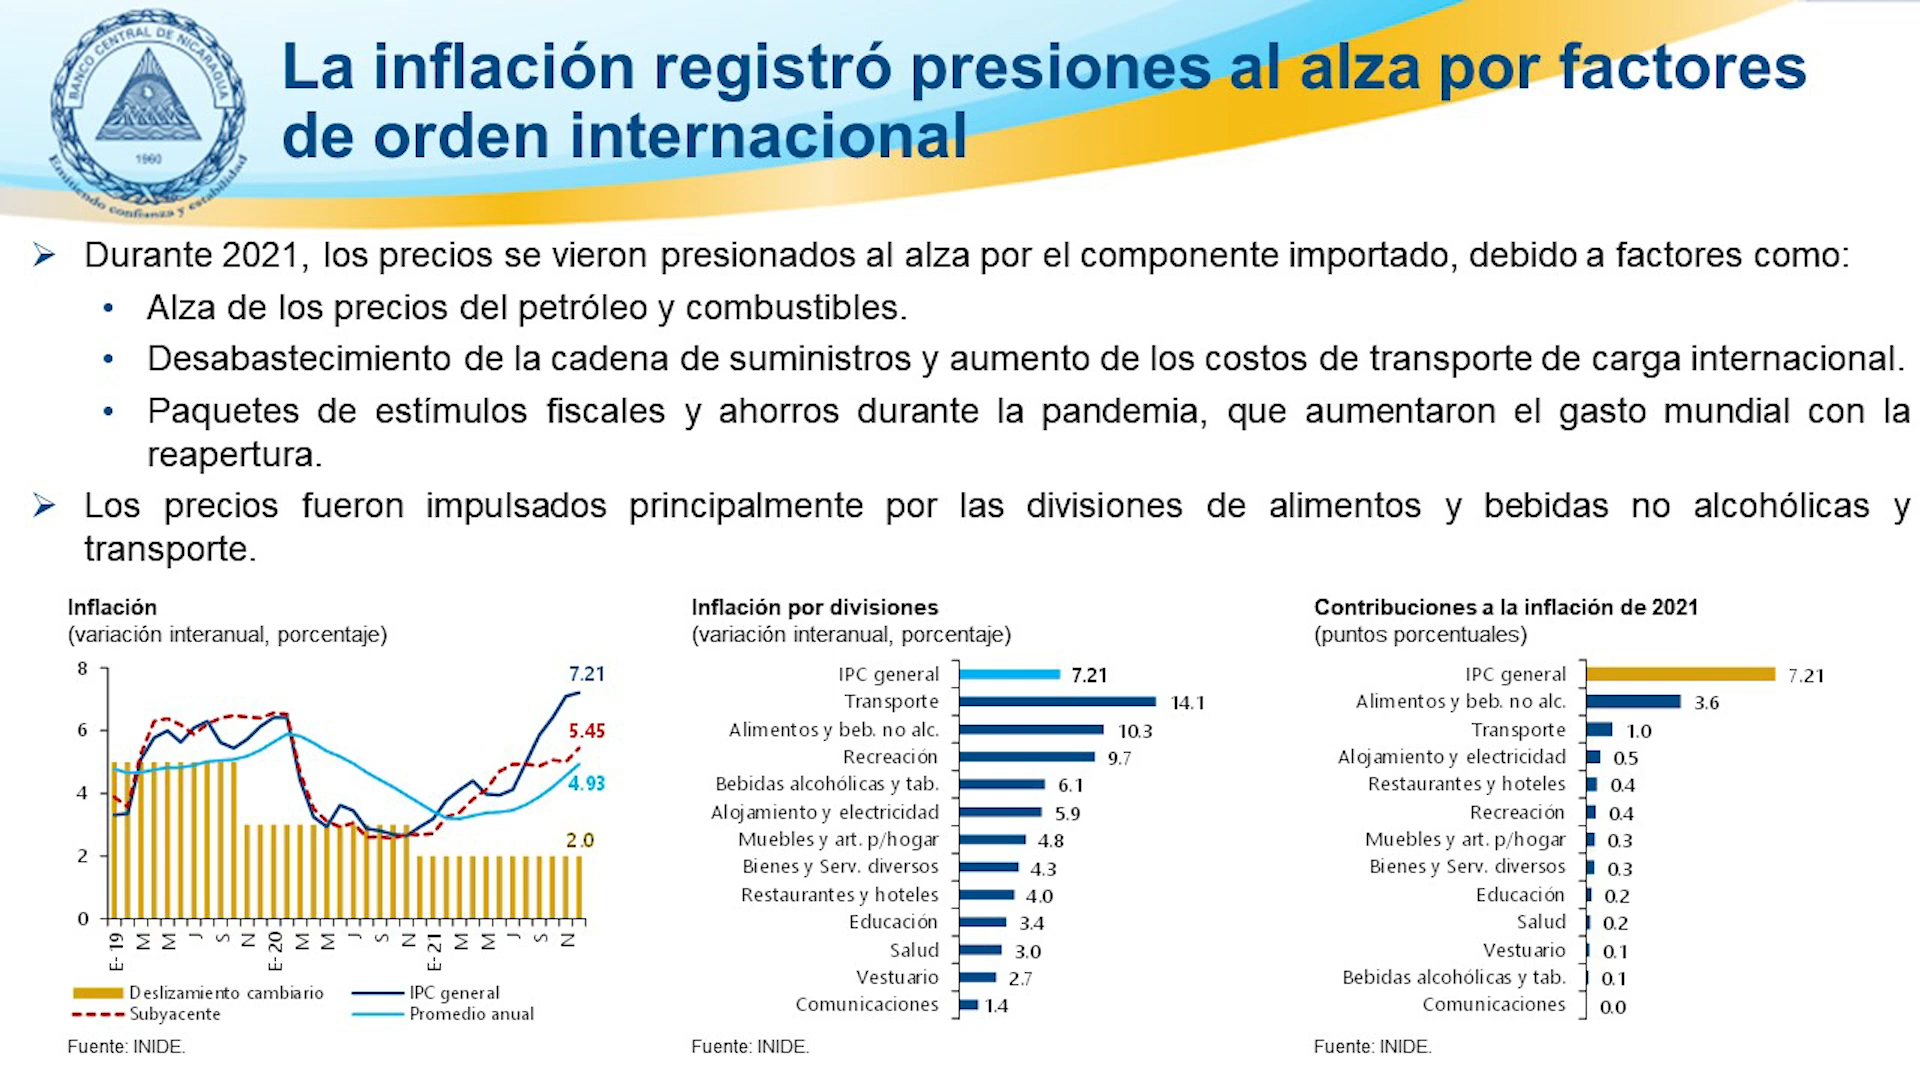 BANCO CENTRAL DE NICARAGUA
1960
Emitiendo confianza y estabilidad
La inflación registró presiones al alza por factores
de orden internacional
Durante 2021, los precios se vieron presionados al alza por el componente importado, debido a factores como:
• Alza de los precios del petróleo y combustibles.
• Desabastecimiento de la cadena de suministros y aumento de los costos de transporte de carga internacional.
• Paquetes de estímulos fiscales y ahorros durante la pandemia, que aumentaron el gasto mundial con la
reapertura.
Los precios fueron impulsados principalmente por las divisiones de alimentos y bebidas no alcohólicas y
transporte.
Inflación
(variación interanual, porcentaje)
8
6
4
2
0
7.21
5.45
4.93
2.0
E-19 M M J S N E-20 M M J S N E-21 M M J S N
Deslizamiento cambiario
IPC general
Subyacente
Promedio anual
Fuente: INIDE.
Inflación por divisiones
(variación interanual, porcentaje)
IPC general 7.21
Transporte 14.1
Alimentos y beb. no alc. 10.3
Recreación 9.7
Bebidas alcohólicas y tab. 6.1
Alojamiento y electricidad 5.9
Muebles y art. p/hogar 4.8
Bienes y Serv. diversos 4.3
Restaurantes y hoteles 4.0
Educación 3.4
Salud 3.0
Vestuario 2.7
Comunicaciones 1.4
Fuente: INIDE.
Contribuciones a la inflación de 2021
(puntos porcentuales)
IPC general 7.21
Alimentos y beb. no alc. 3.6
Transporte 1.0
Alojamiento y electricidad 0.5
Restaurantes y hoteles 0.4
Recreación 0.4
Muebles y art. p/hogar 0.3
Bienes y Serv. diversos 0.3
Educación 0.2
Salud 0.2
Vestuario 0.1
Bebidas alcohólicas y tab. 0.1
Comunicaciones 0.0
Fuente: INIDE.